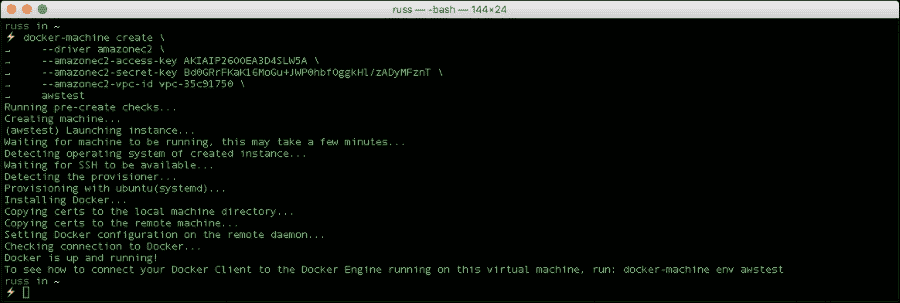 russ — -bash — 144×24
russ in ~
⚡ docker-machine create \
--driver amazonec2 \
--amazonec2-access-key \
--amazonec2-secret-key \
--amazonec2-vpc-id vpc-35c91750 \
awstest
Running pre-create checks...
Creating machine...
(awstest) Launching instance...
Waiting for machine to be running, this may take a few minutes...
Detecting operating system of created instance...
Waiting for SSH to be available...
Detecting the provisioner...
Provisioning with ubuntu(systemd)...
Installing Docker...
Copying certs to the local machine directory...
Copying certs to the remote machine...
Setting Docker configuration on the remote daemon...
Checking connection to Docker...
Docker is up and running!
To see how to connect your Docker Client to the Docker Engine running on this virtual machine, run: docker-machine env awstest
russ in ~
⚡